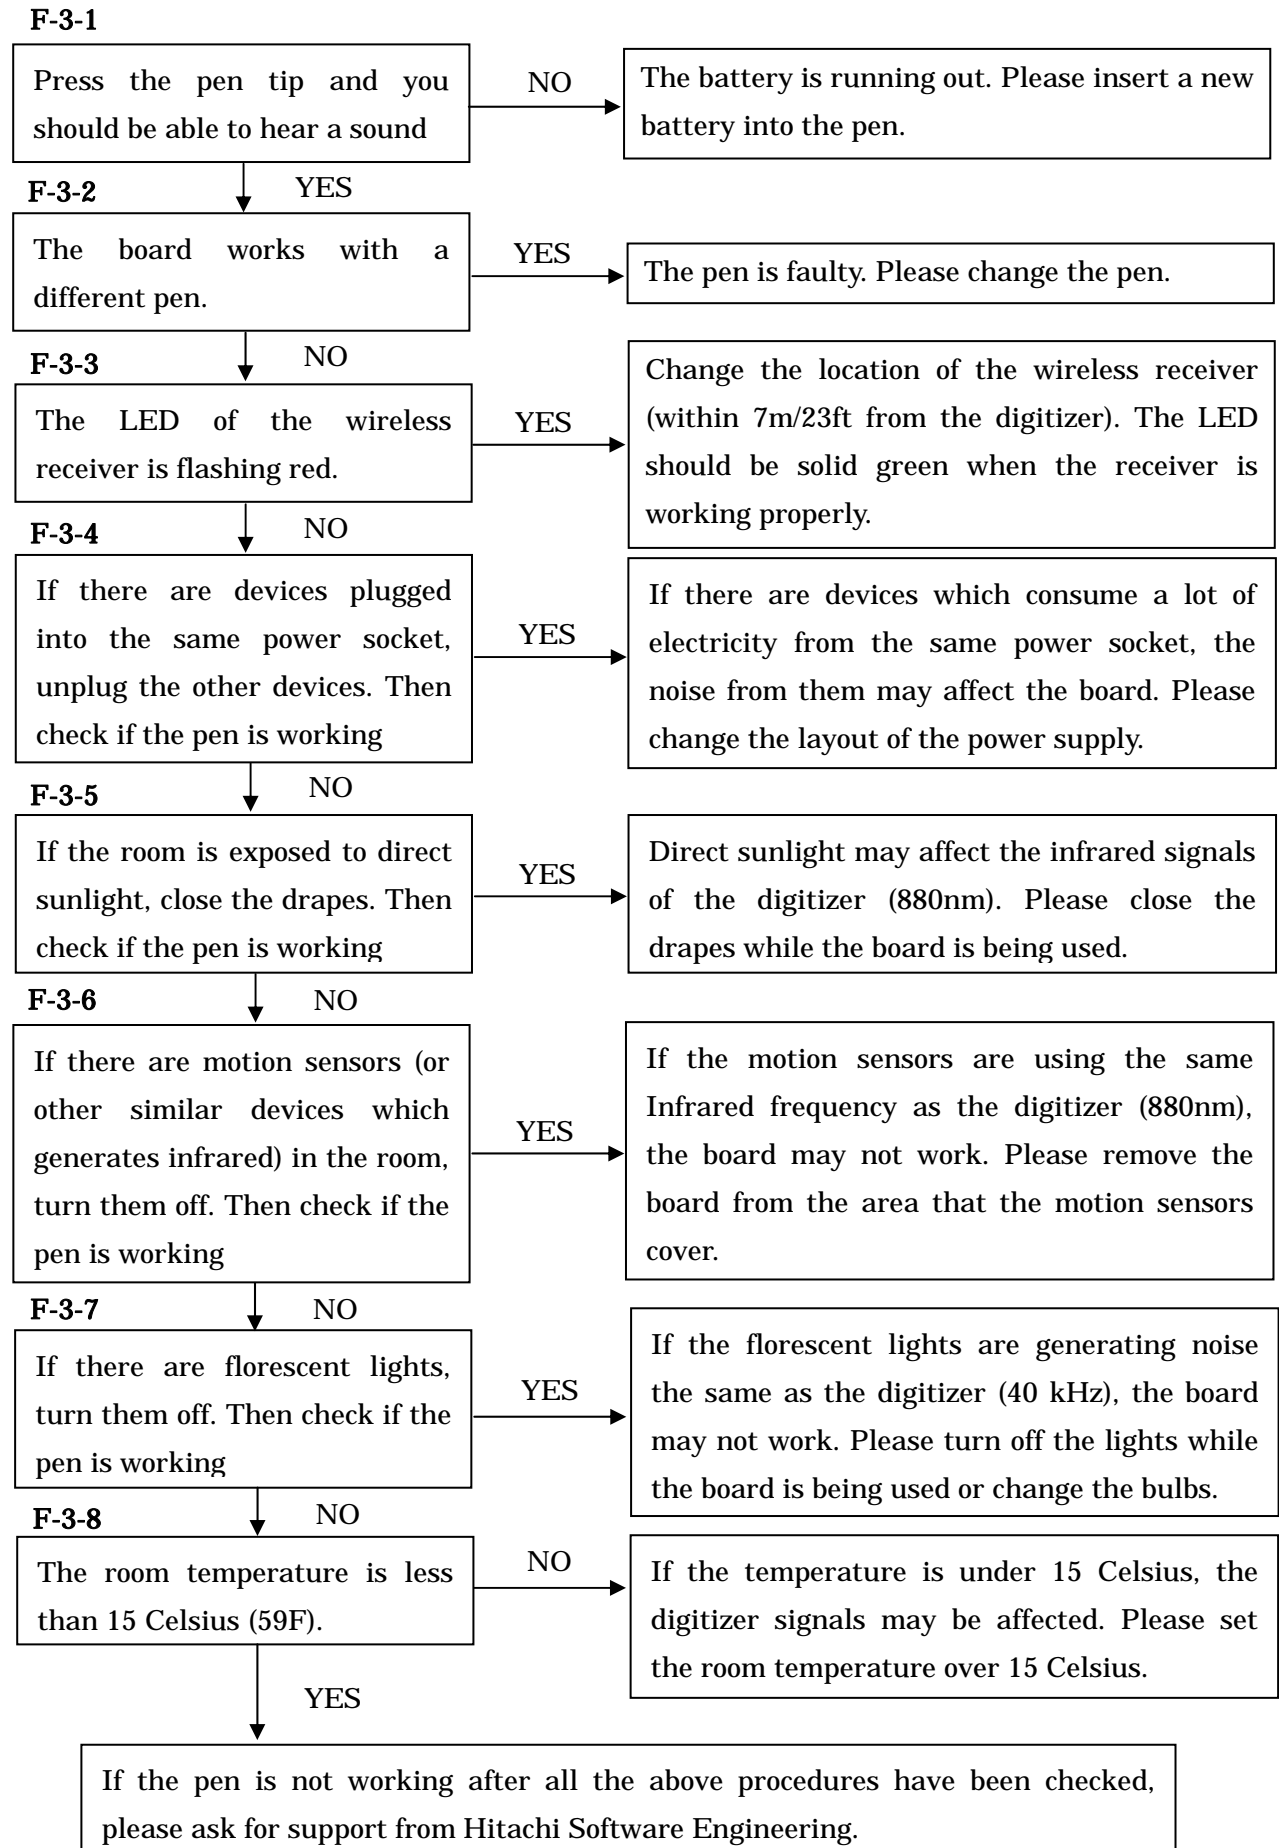 F-3-1
Press the pen tip and you
should be able to hear a sound
NO
The battery is running out. Please insert a new
battery into the pen.
YES
F-3-2
The board works with a
different pen.
YES
The pen is faulty. Please change the pen.
NO
F-3-3
The LED of the wireless
receiver is flashing red.
YES
Change the location of the wireless receiver
(within 7m/23ft from the digitizer). The LED
should be solid green when the receiver is
working properly.
NO
F-3-4
If there are devices plugged
into the same power socket,
unplug the other devices. Then
check if the pen is working
YES
If there are devices which consume a lot of
electricity from the same power socket, the
noise from them may affect the board. Please
change the layout of the power supply.
NO
F-3-5
If the room is exposed to direct
sunlight, close the drapes. Then
check if the pen is working
YES
Direct sunlight may affect the infrared signals
of the digitizer (880nm). Please close the
drapes while the board is being used.
NO
F-3-6
If there are motion sensors (or
other similar devices which
generates infrared) in the room,
turn them off. Then check if the
pen is working
YES
If the motion sensors are using the same
Infrared frequency as the digitizer (880nm),
the board may not work. Please remove the
board from the area that the motion sensors
cover.
NO
F-3-7
If there are florescent lights,
turn them off. Then check if the
pen is working
YES
If the florescent lights are generating noise
the same as the digitizer (40 kHz), the board
may not work. Please turn off the lights while
the board is being used or change the bulbs.
NO
F-3-8
The room temperature is less
than 15 Celsius (59F).
NO
If the temperature is under 15 Celsius, the
digitizer signals may be affected. Please set
the room temperature over 15 Celsius.
YES
If the pen is not working after all the above procedures have been checked,
please ask for support from Hitachi Software Engineering.